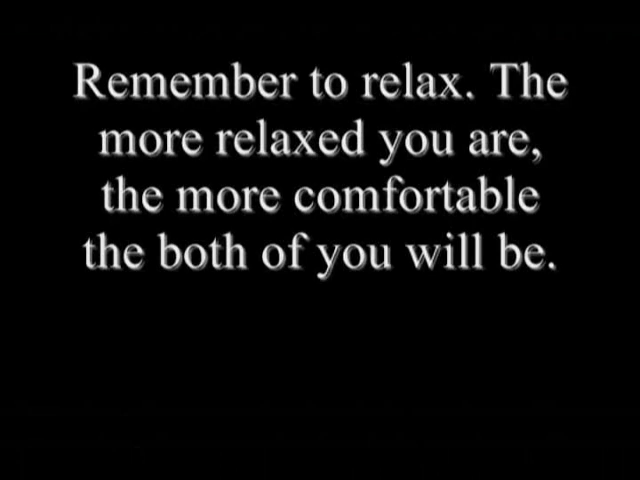 Remember to relax. The
more relaxed you are,
the more comfortable
the both of you will be.